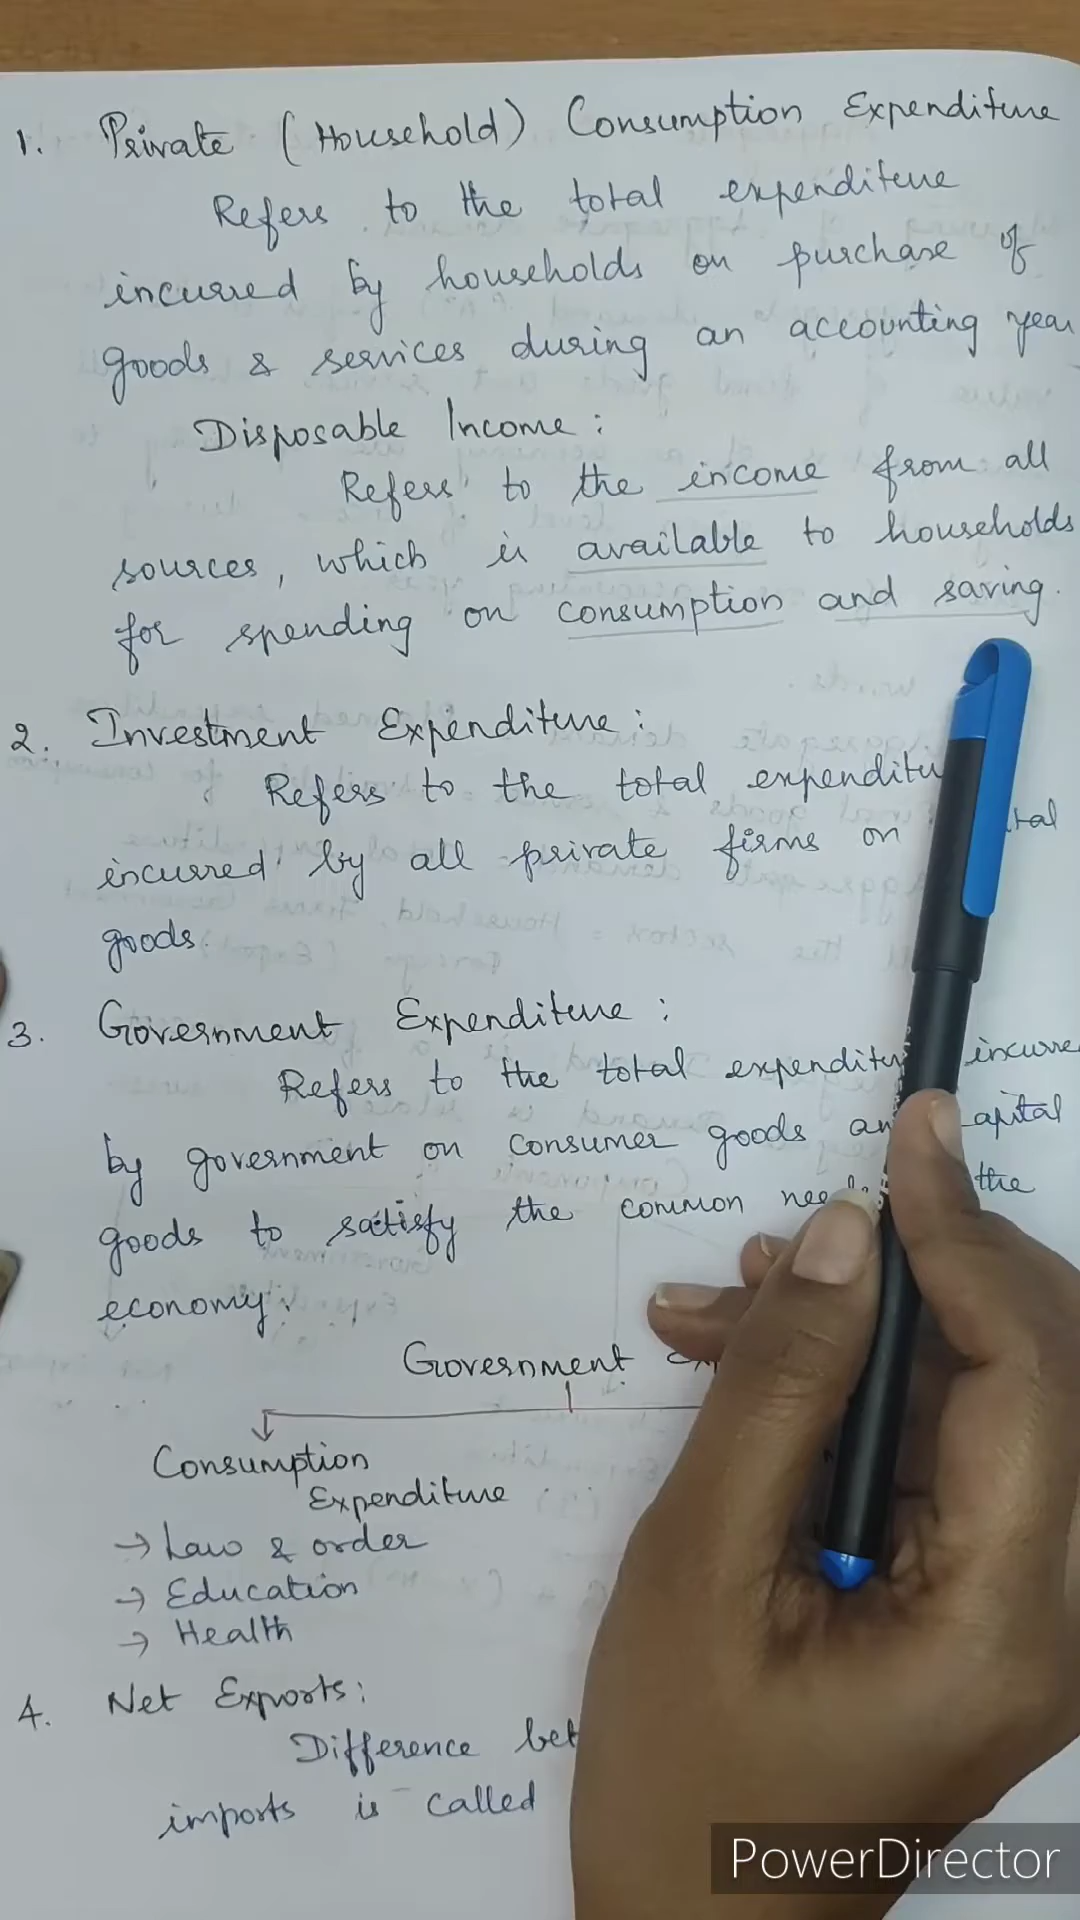 1. Private (Household) Consumption Expenditure
Refers to the total expenditure
incurred by households on purchase of
goods & services during an accounting year
Disposable Income :
Refers to the income from all
sources, which is available to households
for spending on consumption and saving.
2. Investment Expenditure :
Refers to the total expenditu
incurred by all private firms on
goods.
3. Government Expenditure :
Refers to the total expenditu incurre
by government on consumer goods an apital
goods to satisfy the common nee the
economy.
Government
Consumption
Expenditure
→ Law & order
→ Education
→ Health
4. Net Exports :
Difference bet
imports is called
PowerDirector